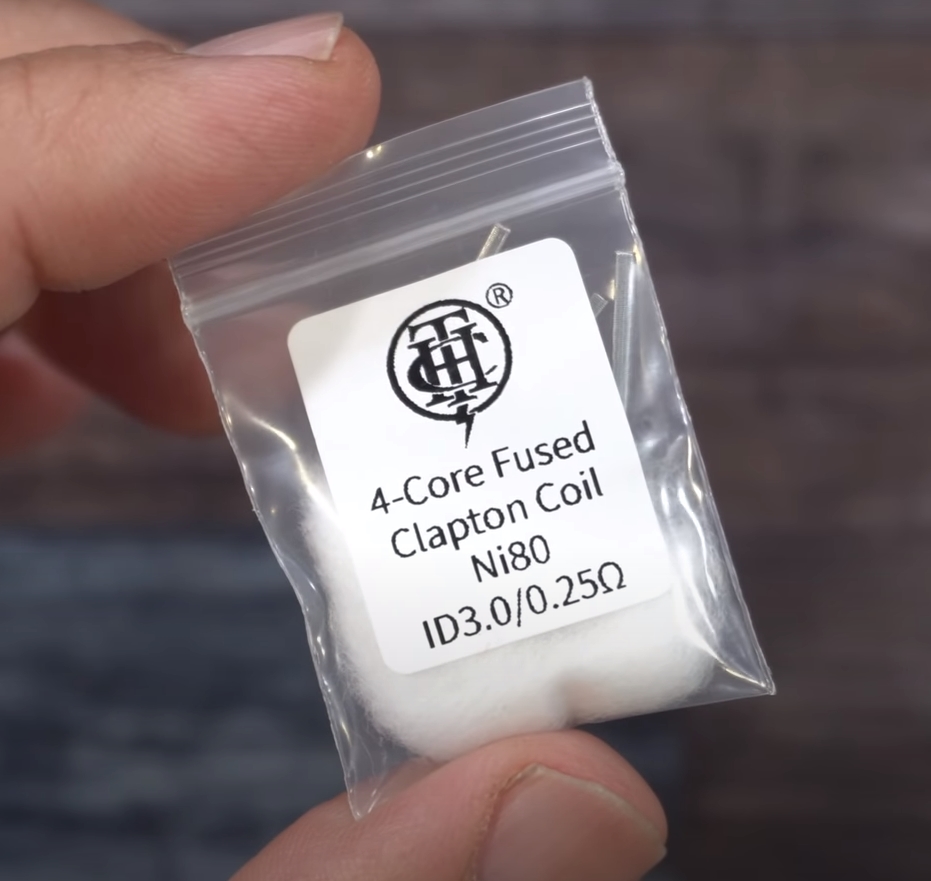 ®
4-Core Fused
Clapton Coil
Ni80
ID3.0/0.25Ω